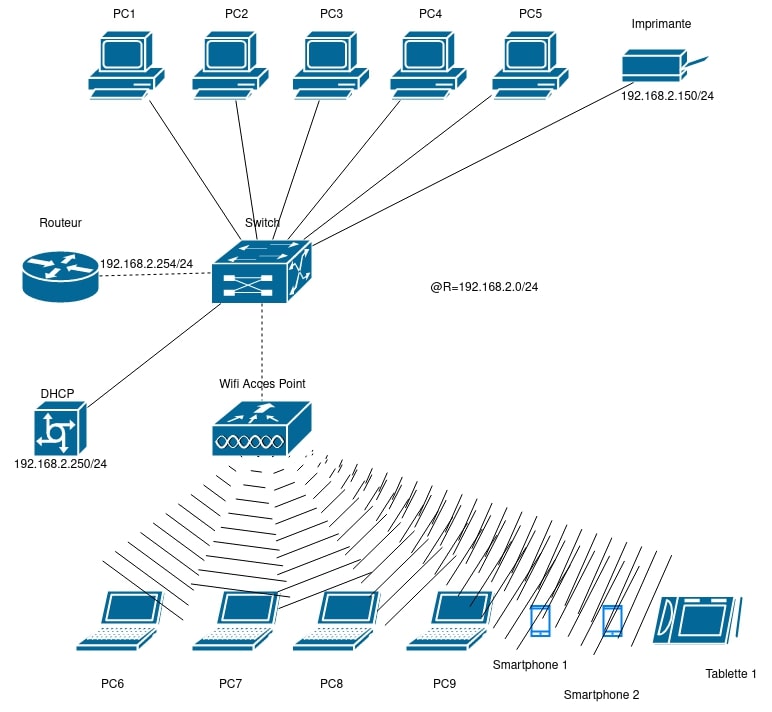 PC1
PC2
PC3
PC4
PC5
Imprimante
192.168.2.150/24
Routeur
Switch
192.168.2.254/24
@R=192.168.2.0/24
DHCP
Wifi Acces Point
192.168.2.250/24
Smartphone 1
Tablette 1
PC6
PC7
PC8
PC9
Smartphone 2